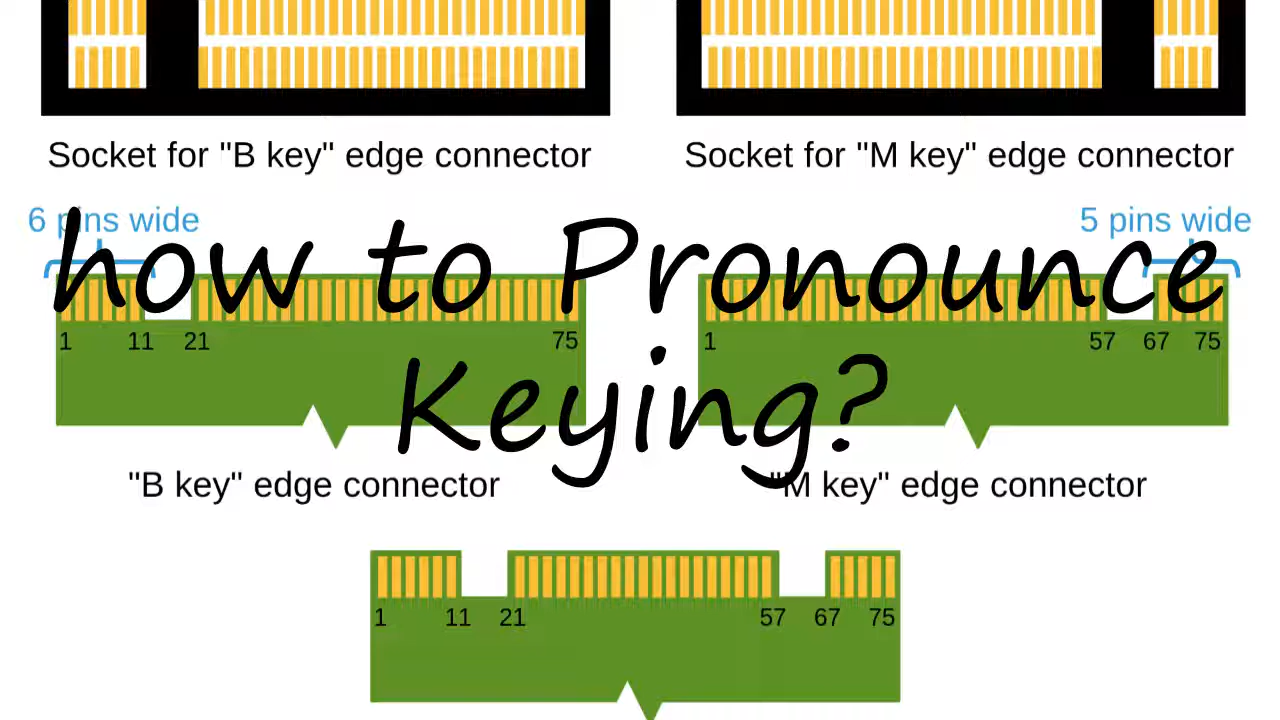 Socket for "B key" edge connector
Socket for "M key" edge connector
6 pins wide
5 pins wide
how to Pronounce
Keying?
1 11 21 75
1 57 67 75
"B key" edge connector
"M key" edge connector
1 11 21 57 67 75